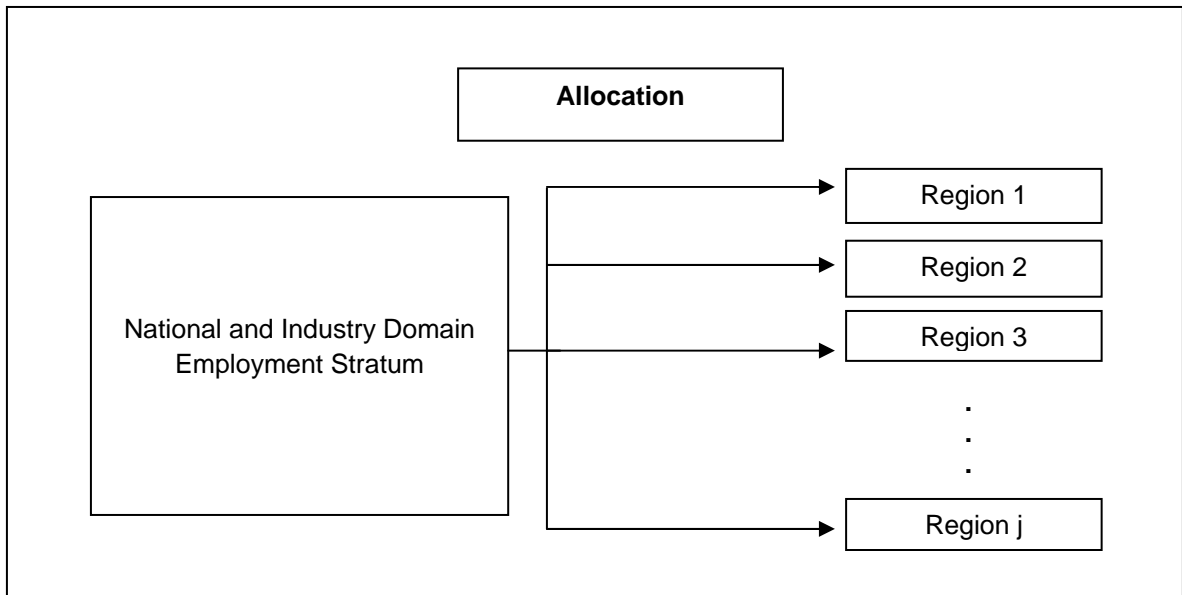 Allocation
Region 1
Region 2
National and Industry Domain
Employment Stratum
Region 3
.
.
.
Region j